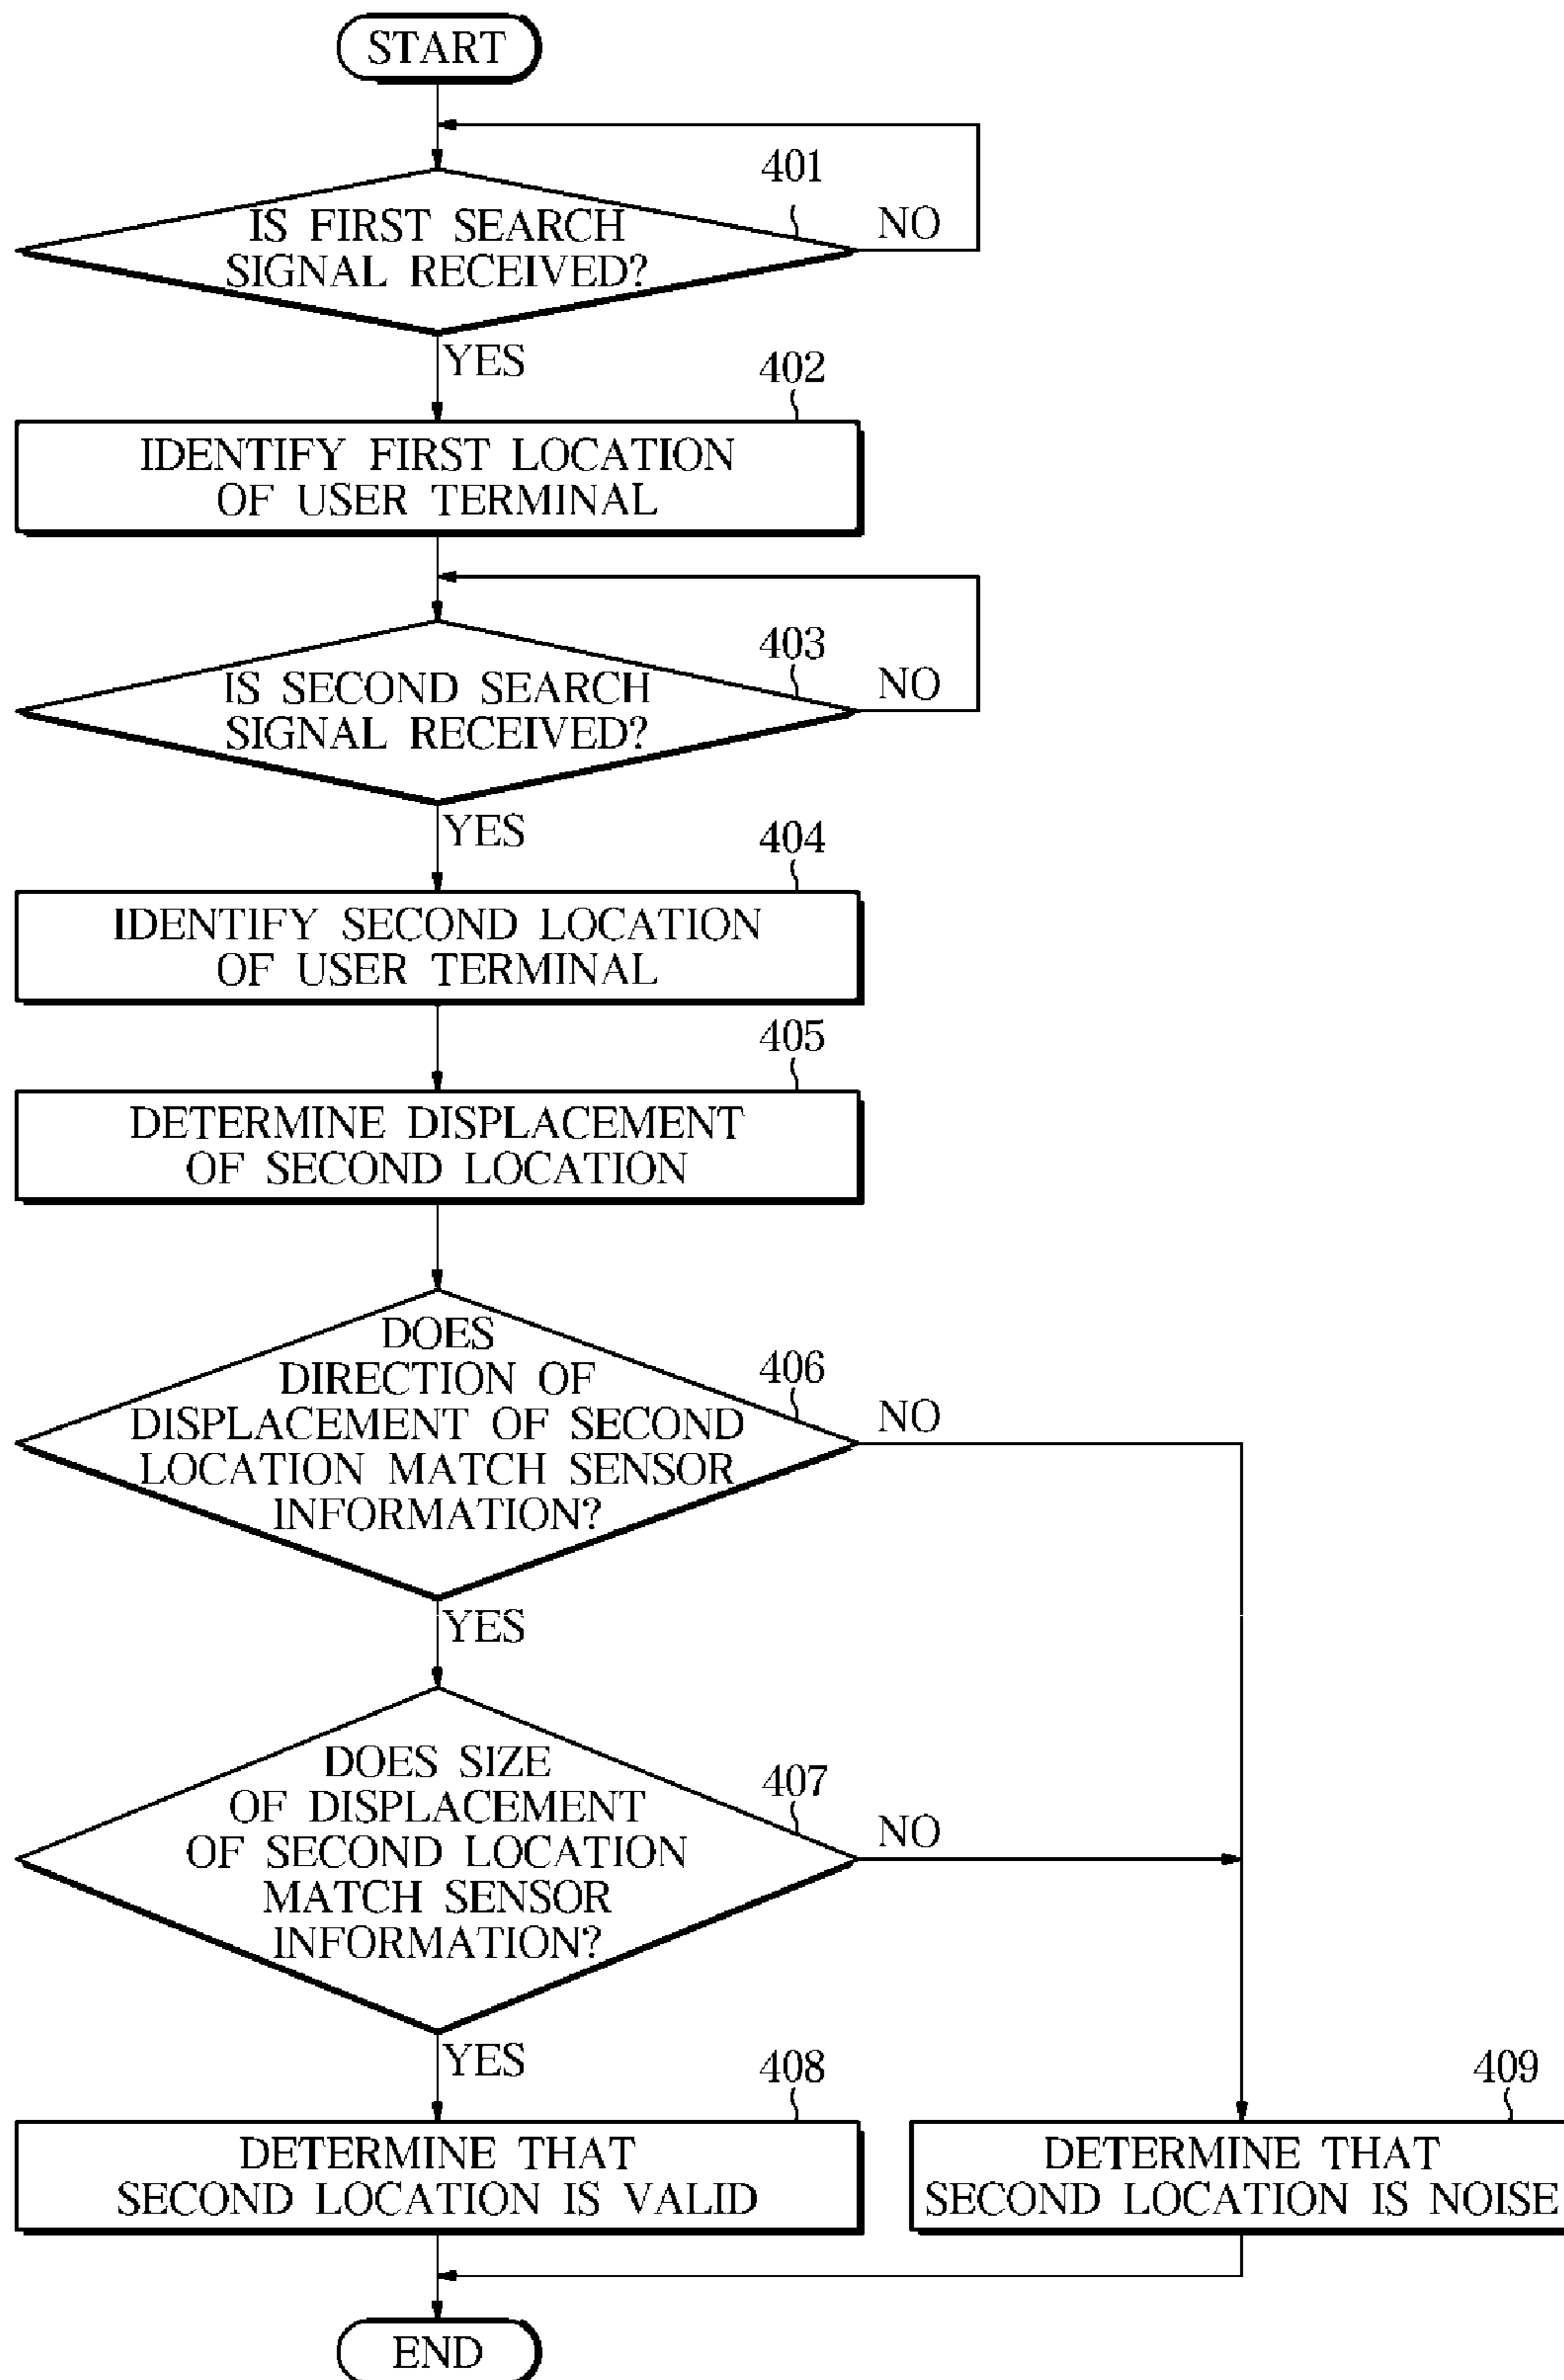 START
401
IS FIRST SEARCH
SIGNAL RECEIVED?
NO
YES
402
IDENTIFY FIRST LOCATION
OF USER TERMINAL
403
IS SECOND SEARCH
SIGNAL RECEIVED?
NO
YES
404
IDENTIFY SECOND LOCATION
OF USER TERMINAL
405
DETERMINE DISPLACEMENT
OF SECOND LOCATION
DOES
DIRECTION OF
DISPLACEMENT OF SECOND
LOCATION MATCH SENSOR
INFORMATION?
406
NO
YES
DOES SIZE
OF DISPLACEMENT
OF SECOND LOCATION
MATCH SENSOR
INFORMATION?
407
NO
YES
408
DETERMINE THAT
SECOND LOCATION IS VALID
409
DETERMINE THAT
SECOND LOCATION IS NOISE
END